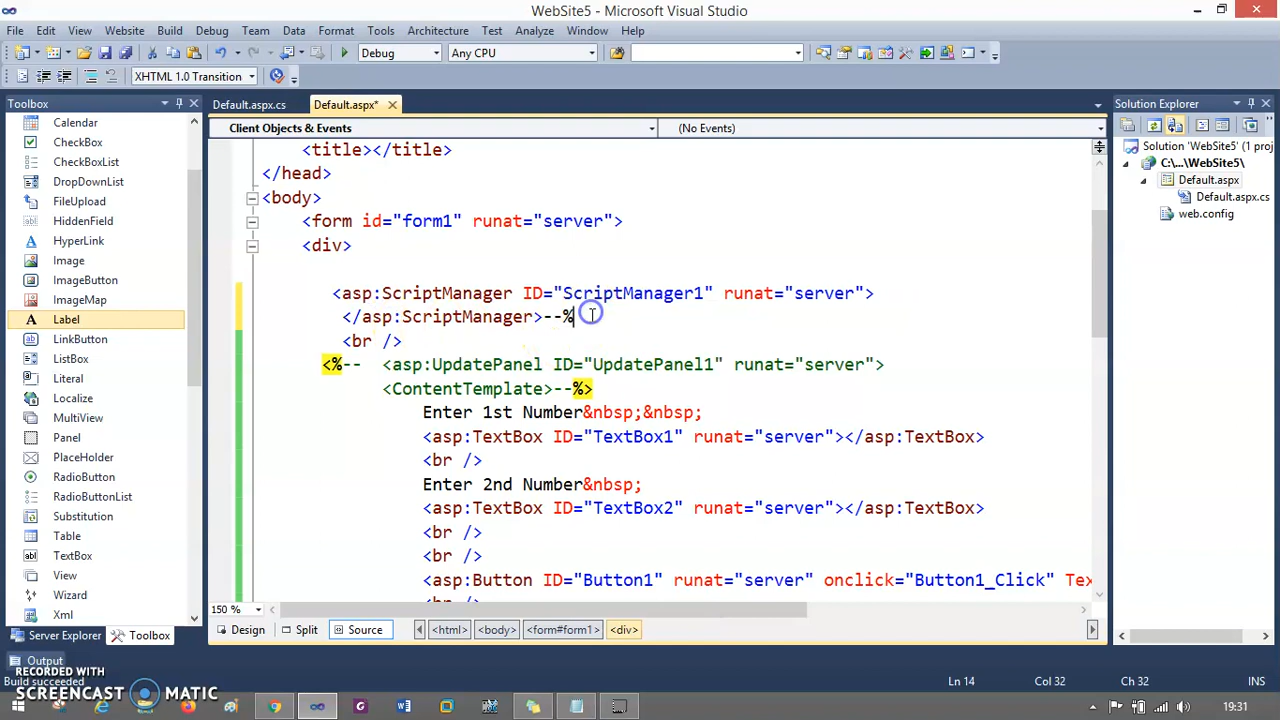 WebSite5 - Microsoft Visual Studio
File Edit View Website Build Debug Team Data Format Tools Architecture Test Analyze Window Help
Debug Any CPU
XHTML 1.0 Transition
Toolbox
Calendar
CheckBox
CheckBoxList
DropDownList
FileUpload
HiddenField
HyperLink
Image
ImageButton
ImageMap
Label
LinkButton
ListBox
Literal
Localize
MultiView
Panel
PlaceHolder
RadioButton
RadioButtonList
Substitution
Table
TextBox
View
Wizard
Xml
Server Explorer Toolbox
Default.aspx.cs Default.aspx*
Client Objects & Events (No Events)
<title></title>
</head>
<body>
<form id="form1" runat="server">
<div>
<asp:ScriptManager ID="ScriptManager1" runat="server">
</asp:ScriptManager>--%
<br />
<%-- <asp:UpdatePanel ID="UpdatePanel1" runat="server">
<ContentTemplate>--%>
Enter 1st Number&nbsp;&nbsp;
<asp:TextBox ID="TextBox1" runat="server"></asp:TextBox>
<br />
Enter 2nd Number&nbsp;
<asp:TextBox ID="TextBox2" runat="server"></asp:TextBox>
<br />
<br />
<asp:Button ID="Button1" runat="server" onclick="Button1_Click" Tex
<br />
150 %
Design Split Source <html> <body> <form#form1> <div>
Solution Explorer
Solution 'WebSite5' (1 proj
C:\...\WebSite5\
Default.aspx
Default.aspx.cs
web.config
Output
Build succeeded
Ln 14 Col 32 Ch 32 INS
RECORDED WITH
SCREENCAST MATIC
19:31